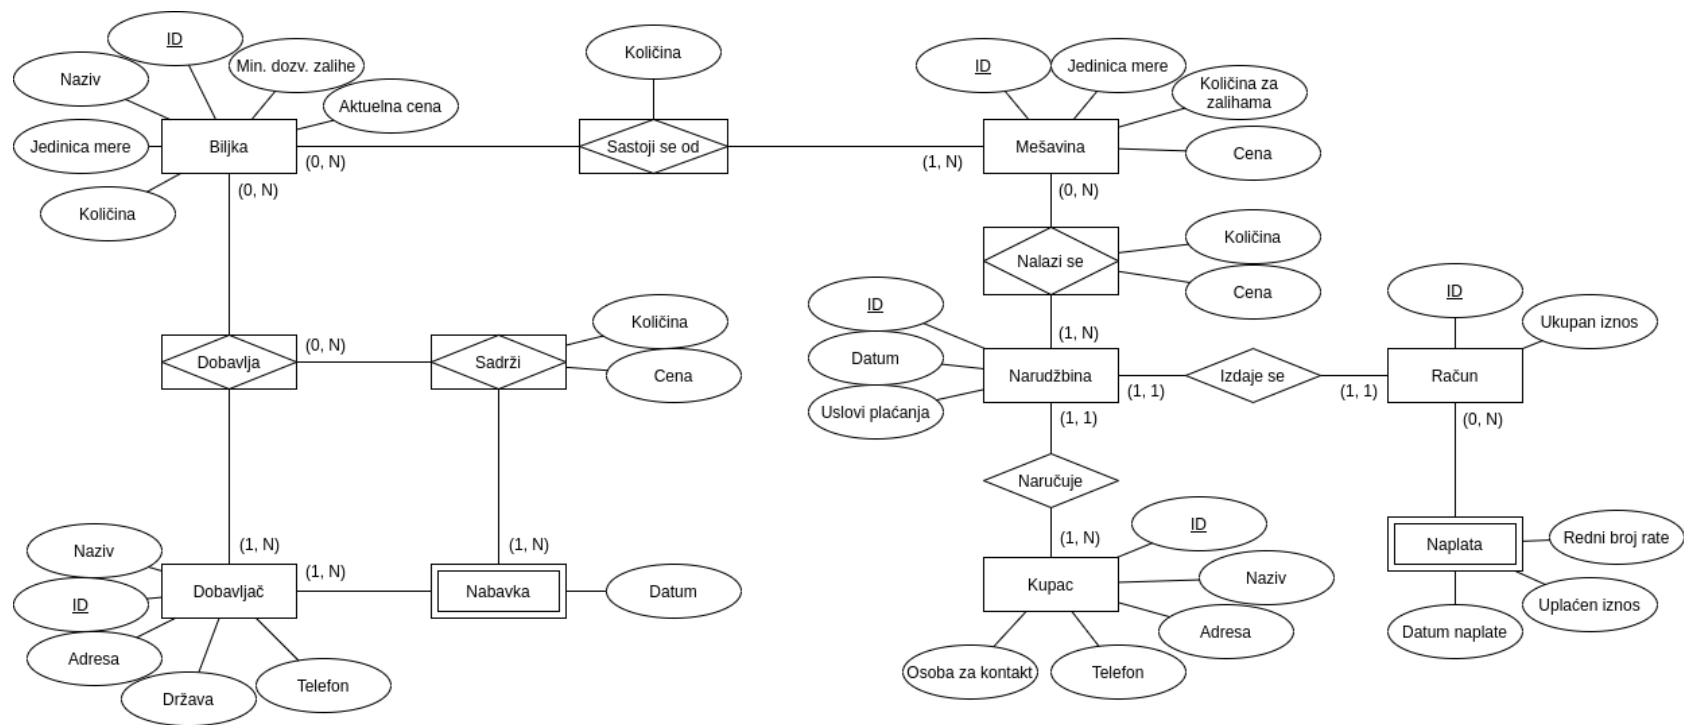 ID
Naziv
Min. dozv. zalihe
Aktuelna cena
Jedinica mere
Biljka
Količina
(0, N)
(0, N)
Količina
Sastoji se od
(1, N)
ID
Jedinica mere
Količina za
zalihama
Mešavina
Cena
(0, N)
Nalazi se
Količina
Cena
(1, N)
ID
Datum
Uslovi plaćanja
Narudžbina
(1, 1)
Izdaje se
(1, 1)
ID
Ukupan iznos
Račun
(0, N)
(1, 1)
Naručuje
(1, N)
Dobavlja
(0, N)
Sadrži
Količina
Cena
(1, N)
(1, N)
Naziv
ID
Dobavljač
(1, N)
Nabavka
Datum
Adresa
Država
Telefon
ID
Kupac
Naziv
Adresa
Osoba za kontakt
Telefon
Naplata
Redni broj rate
Uplaćen iznos
Datum naplate